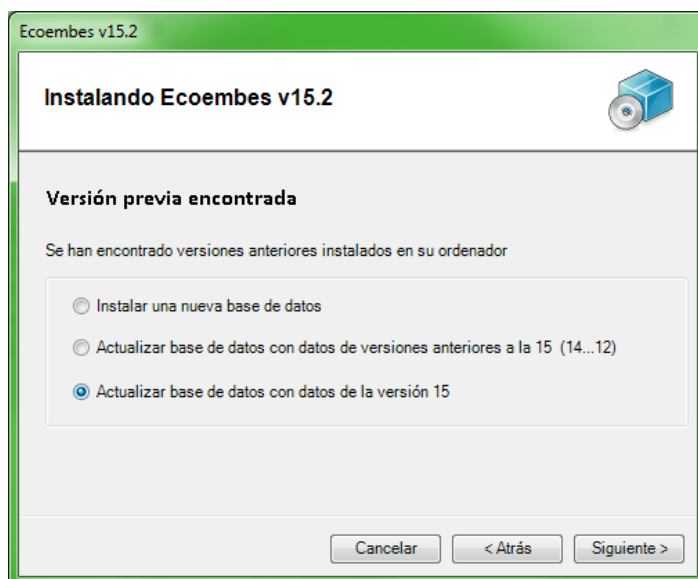 Ecoembes v15.2
Instalando Ecoembes v15.2
Versión previa encontrada
Se han encontrado versiones anteriores instalados en su ordenador
Instalar una nueva base de datos
Actualizar base de datos con datos de versiones anteriores a la 15 (14...12)
Actualizar base de datos con datos de la versión 15
Cancelar < Atrás Siguiente >